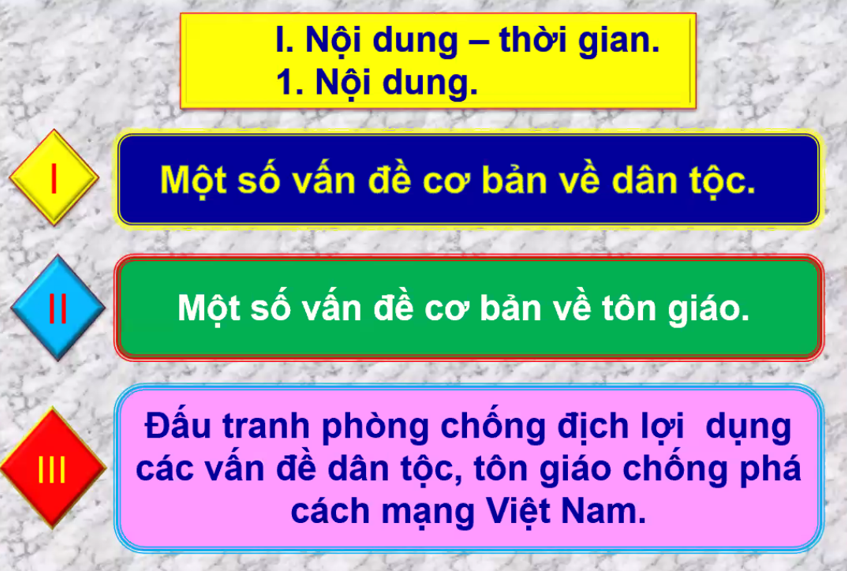 I. Nội dung – thời gian.
1. Nội dung.
I
Một số vấn đề cơ bản về dân tộc.
II
Một số vấn đề cơ bản về tôn giáo.
III
Đấu tranh phòng chống địch lợi dụng
các vấn đề dân tộc, tôn giáo chống phá
cách mạng Việt Nam.